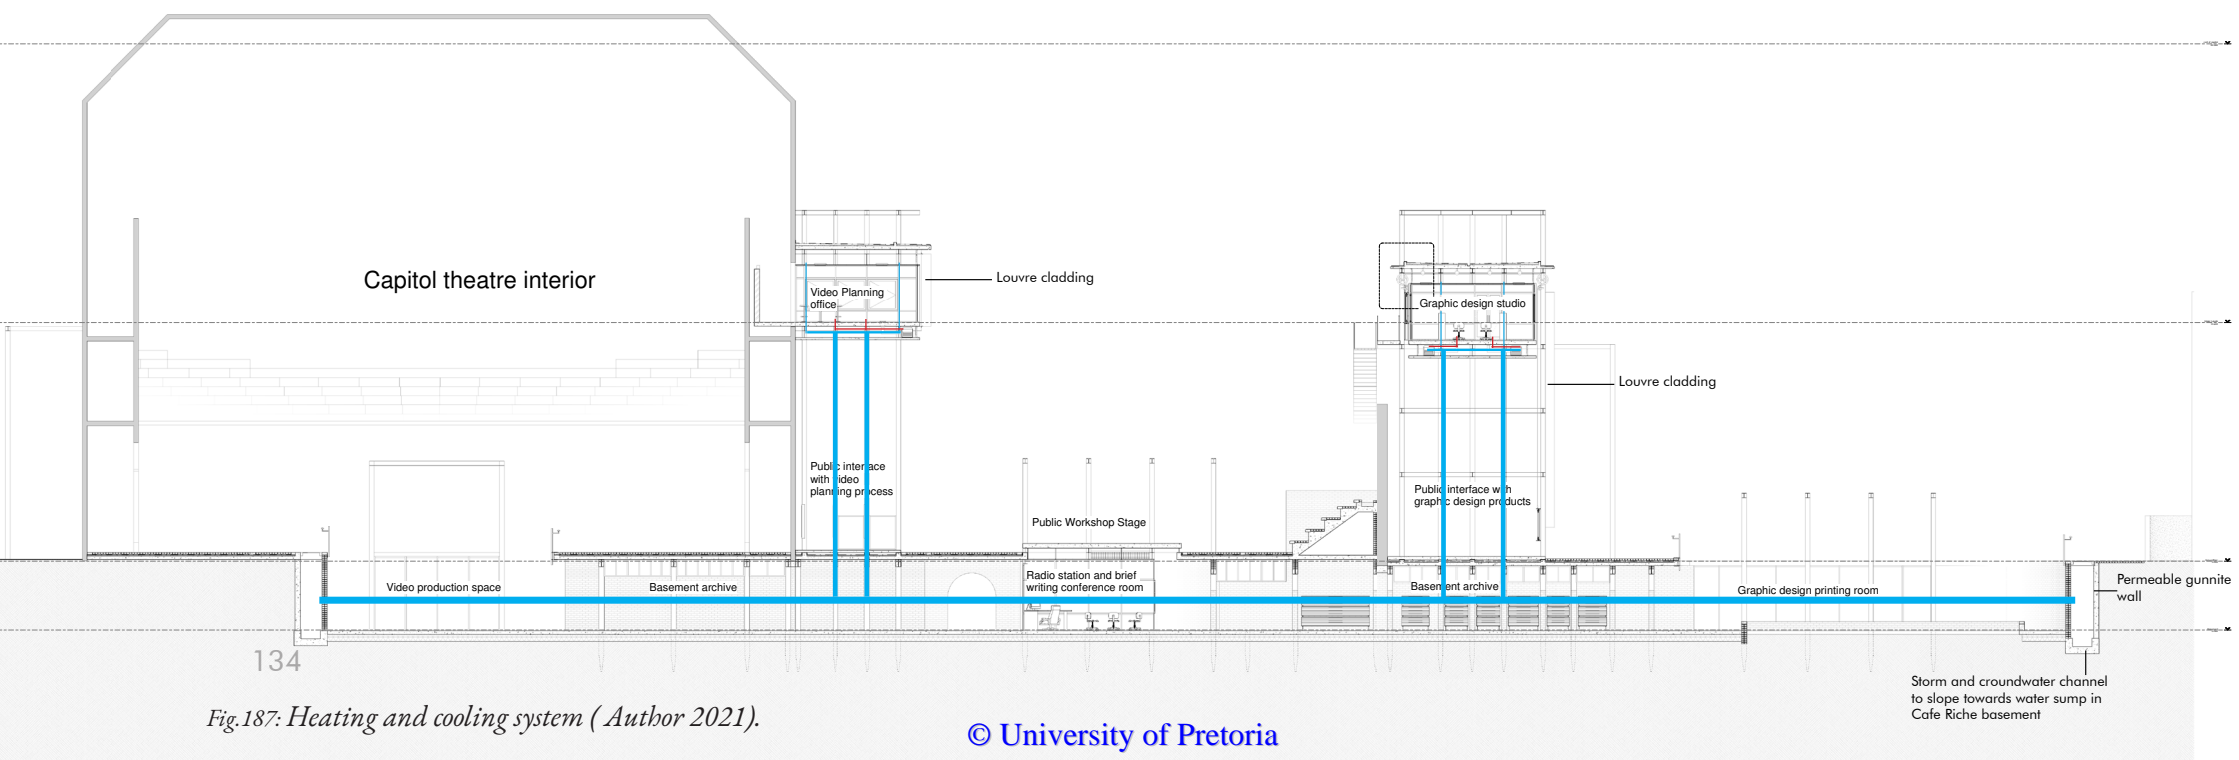 Capitol theatre interior
Video Planning
office
Louvre cladding
Graphic design studio
Louvre cladding
Public interface
with video
planning process
Public interface with
graphic design products
Public Workshop Stage
Video production space
Basement archive
Radio station and brief
writing conference room
Basement archive
Graphic design printing room
Permeable gunnite
wall
134
Storm and croundwater channel
to slope towards water sump in
Cafe Riche basement
Fig.187: Heating and cooling system ( Author 2021).
© University of Pretoria